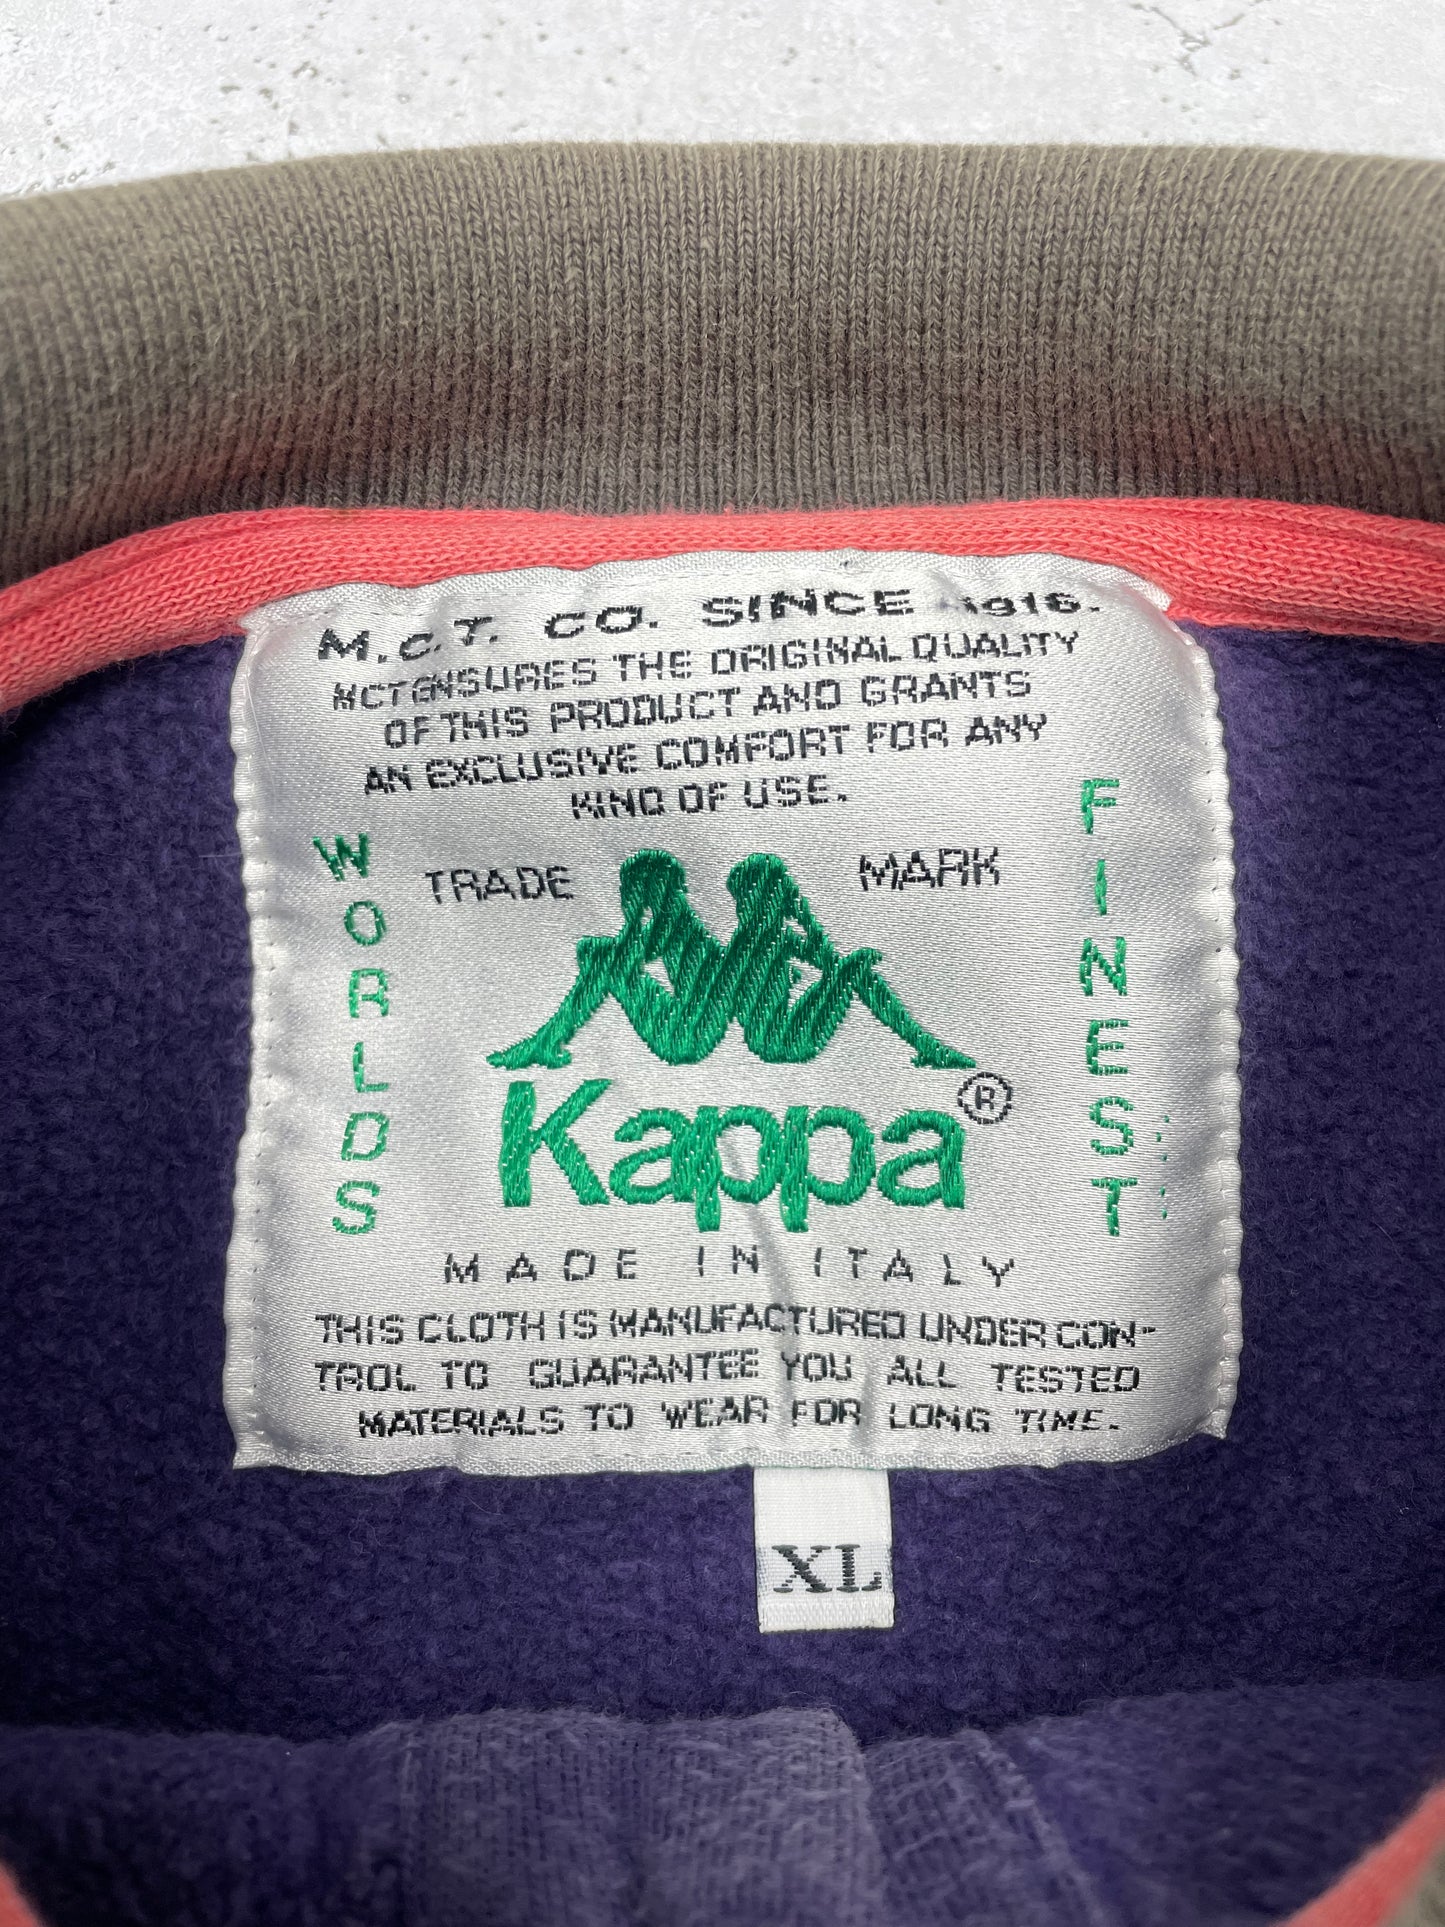 M.C.T. CO. SINCE 1916.
MCT ENSURES THE ORIGINAL QUALITY
OF THIS PRODUCT AND GRANTS
AN EXCLUSIVE COMFORT FOR ANY
KIND OF USE.
WORLDS
TRADE MARK
FINEST
Kappa®
MADE IN ITALY
THIS CLOTH IS MANUFACTURED UNDER CON-
TROL TO GUARANTEE YOU ALL TESTED
MATERIALS TO WEAR FOR LONG TIME.
XL